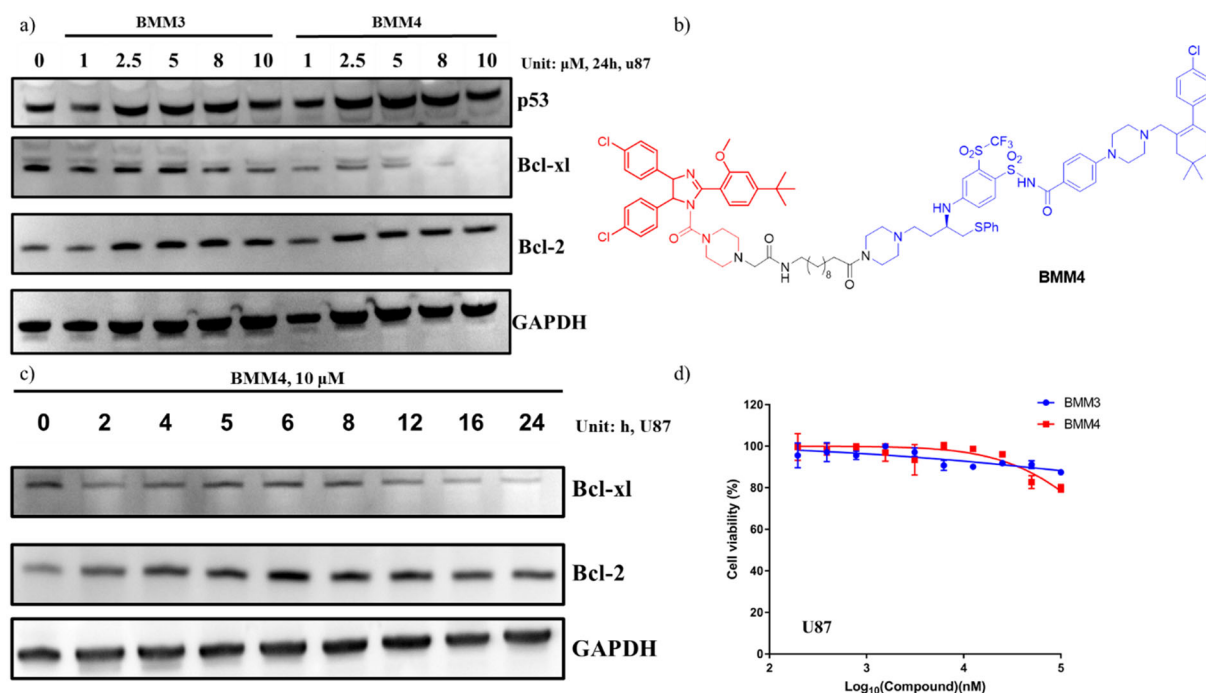 a)
BMM3 BMM4
0 1 2.5 5 8 10 1 2.5 5 8 10 Unit: μM, 24h, u87
p53
Bcl-xl
Bcl-2
GAPDH
b)
Cl
Cl
N
N
O
O
N
N
O
N
H
8
O
N
N
HN
SPh
SO₂
CF₃
O₂
S
NH
O
N
N
Cl
BMM4
c)
BMM4, 10 μM
0 2 4 5 6 8 12 16 24 Unit: h, U87
Bcl-xl
Bcl-2
GAPDH
d)
BMM3
BMM4
120
100
80
60
40
20
0
Cell viability (%)
U87
2 3 4 5
Log₁₀(Compound)(nM)